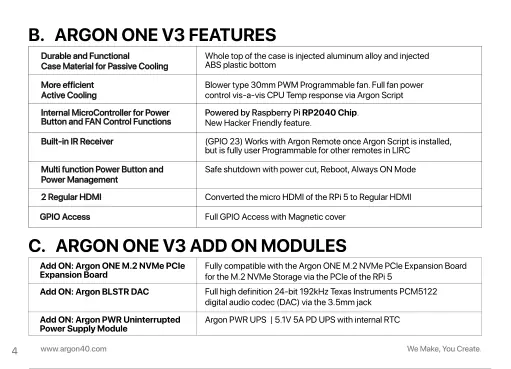 B. ARGON ONE V3 FEATURES
Durable and Functional
Case Material for Passive Cooling
Whole top of the case is injected aluminum alloy and injected
ABS plastic bottom
More efficient
Active Cooling
Blower type 30mm PWM Programmable fan. Full fan power
control vis-a-vis CPU Temp response via Argon Script
Internal MicroController for Power
Button and FAN Control Functions
Powered by Raspberry Pi RP2040 Chip.
New Hacker Friendly feature.
Built-in IR Receiver
(GPIO 23) Works with Argon Remote once Argon Script is installed,
but is fully user Programmable for other remotes in LIRC
Multi function Power Button and
Power Management
Safe shutdown with power cut, Reboot, Always ON Mode
2 Regular HDMI
Converted the micro HDMI of the RPi 5 to Regular HDMI
GPIO Access
Full GPIO Access with Magnetic cover
C. ARGON ONE V3 ADD ON MODULES
Add ON: Argon ONE M.2 NVMe PCIe
Expansion Board
Fully compatible with the Argon ONE M.2 NVMe PCIe Expansion Board
for the M.2 NVMe Storage via the PCIe of the RPi 5
Add ON: Argon BLSTR DAC
Full high definition 24-bit 192kHz Texas Instruments PCM5122
digital audio codec (DAC) via the 3.5mm jack
Add ON: Argon PWR Uninterrupted
Power Supply Module
Argon PWR UPS | 5.1V 5A PD UPS with internal RTC
4
www.argon40.com
We Make, You Create.